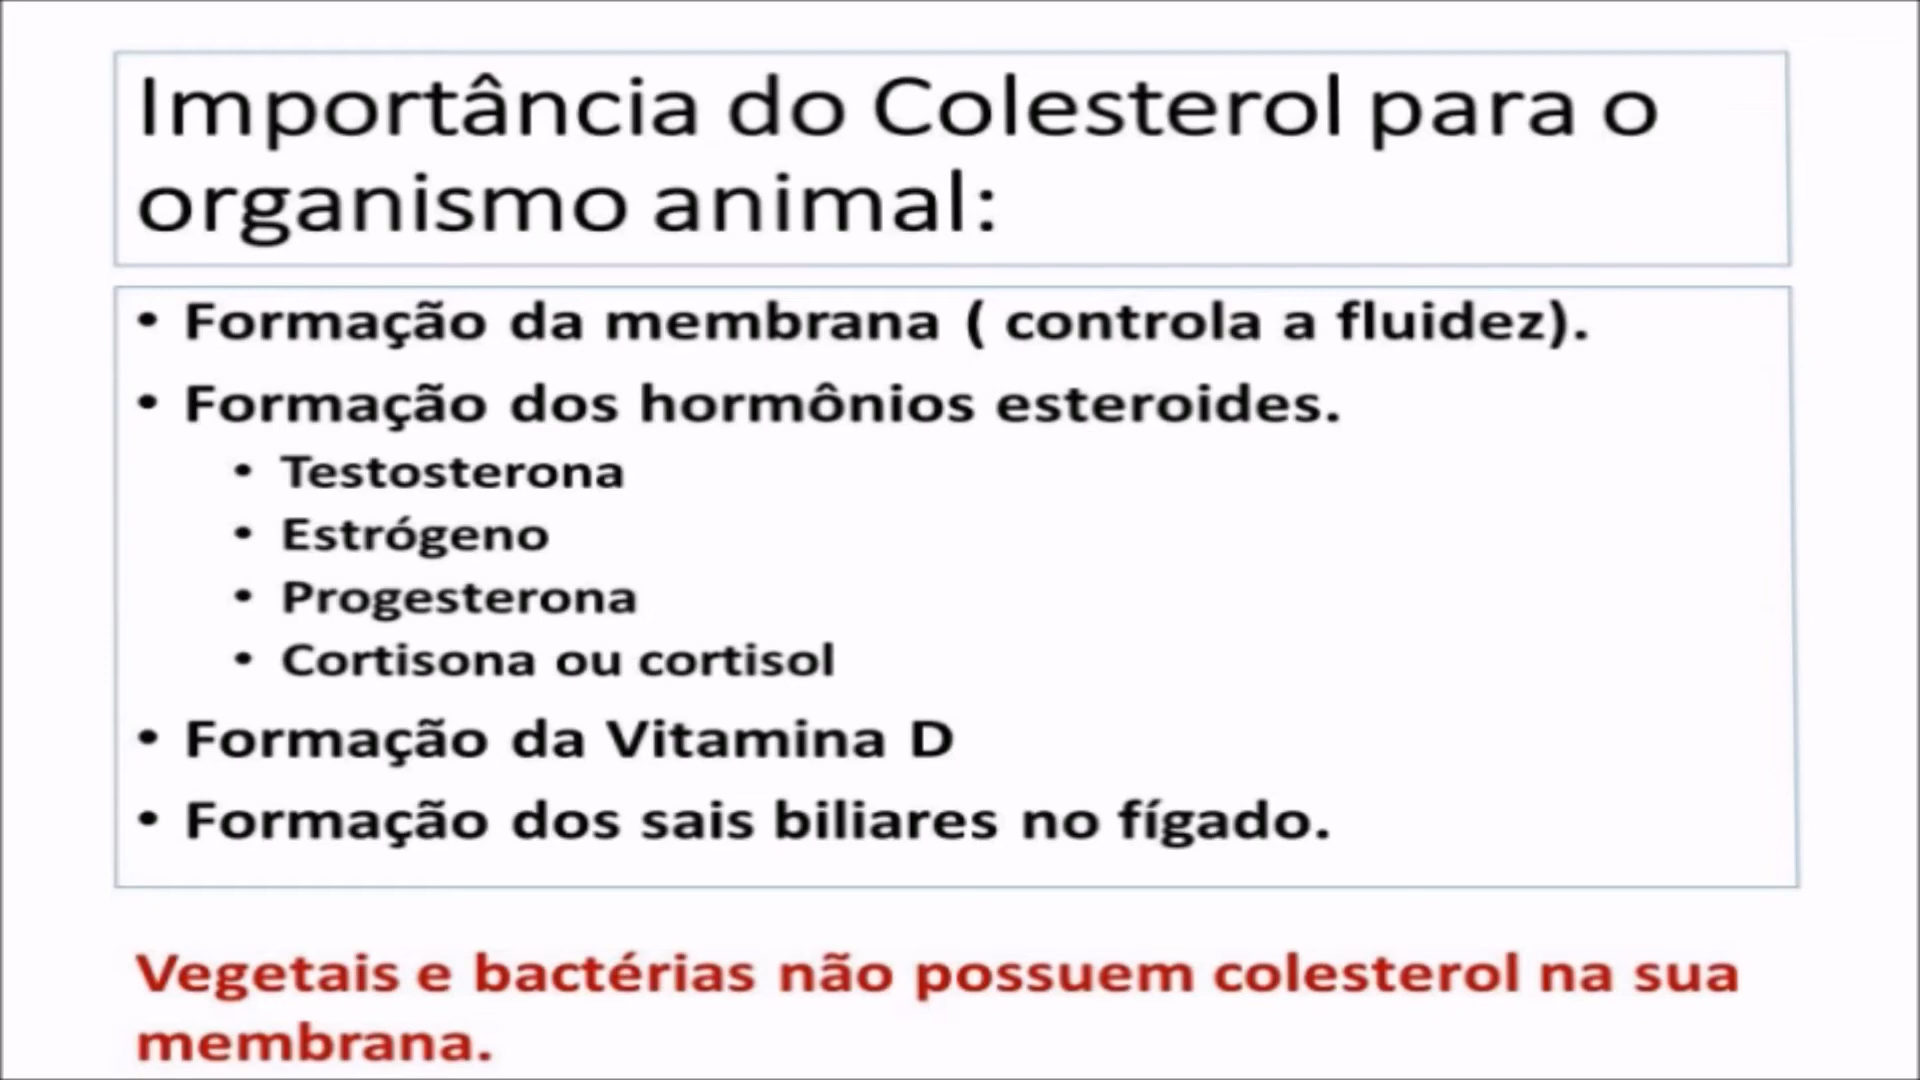 Importância do Colesterol para o
organismo animal:
• Formação da membrana ( controla a fluidez).
• Formação dos hormônios esteroides.
• Testosterona
• Estrógeno
• Progesterona
• Cortisona ou cortisol
• Formação da Vitamina D
• Formação dos sais biliares no fígado.
Vegetais e bactérias não possuem colesterol na sua
membrana.